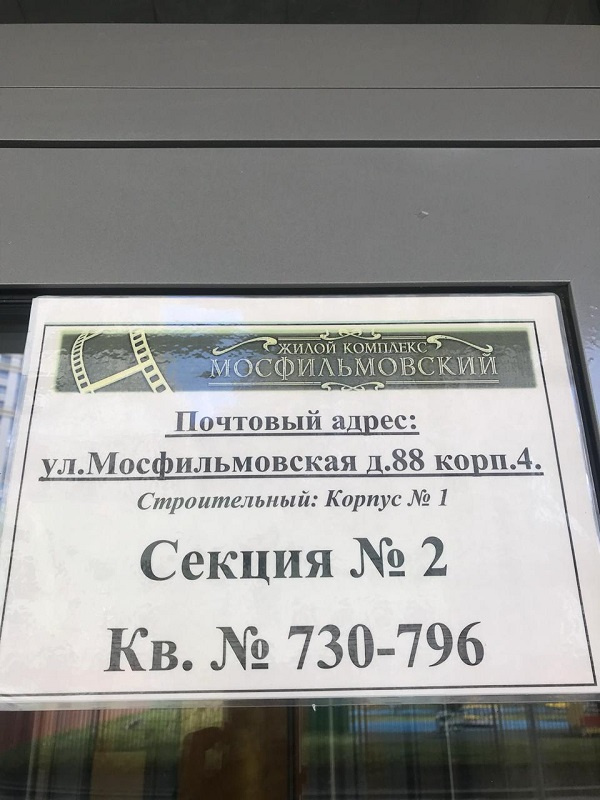 ЖИЛОЙ КОМПЛЕКС
МОСФИЛЬМОВСКИЙ
Почтовый адрес:
ул.Мосфильмовская д.88 корп.4.
Строительный: Корпус № 1
Секция № 2
Кв. № 730-796